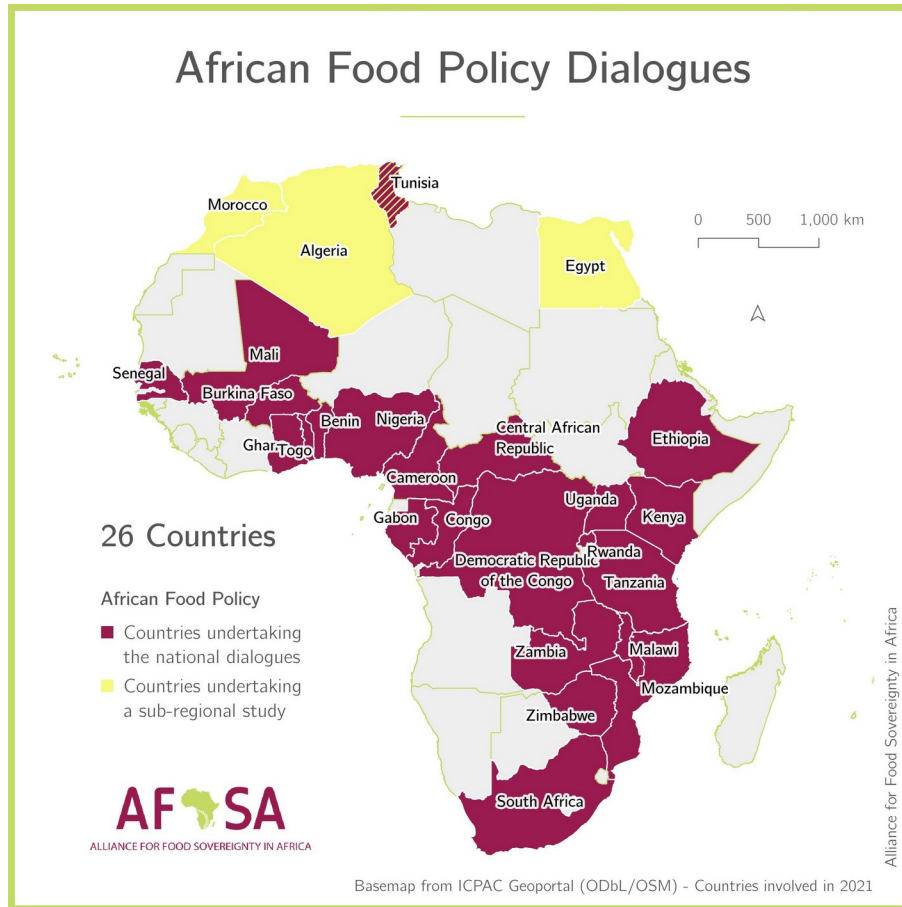 African Food Policy Dialogues
Tunisia
Morocco
0 500 1,000 km
Algeria
Egypt
Mali
Senegal
Burkina Faso
Benin
Nigeria
Central African
Republic
Ethiopia
Ghan
Togo
Cameroon
Uganda
Kenya
Gabon
Congo
Rwanda
Democratic Republic
of the Congo
Tanzania
26 Countries
African Food Policy
Countries undertaking
the national dialogues
Countries undertaking
a sub-regional study
Zambia
Malawi
Mozambique
Zimbabwe
South Africa
AFSA
ALLIANCE FOR FOOD SOVEREIGNTY IN AFRICA
Alliance for Food Sovereignty in Africa
Basemap from ICPAC Geoportal (ODbL/OSM) - Countries involved in 2021